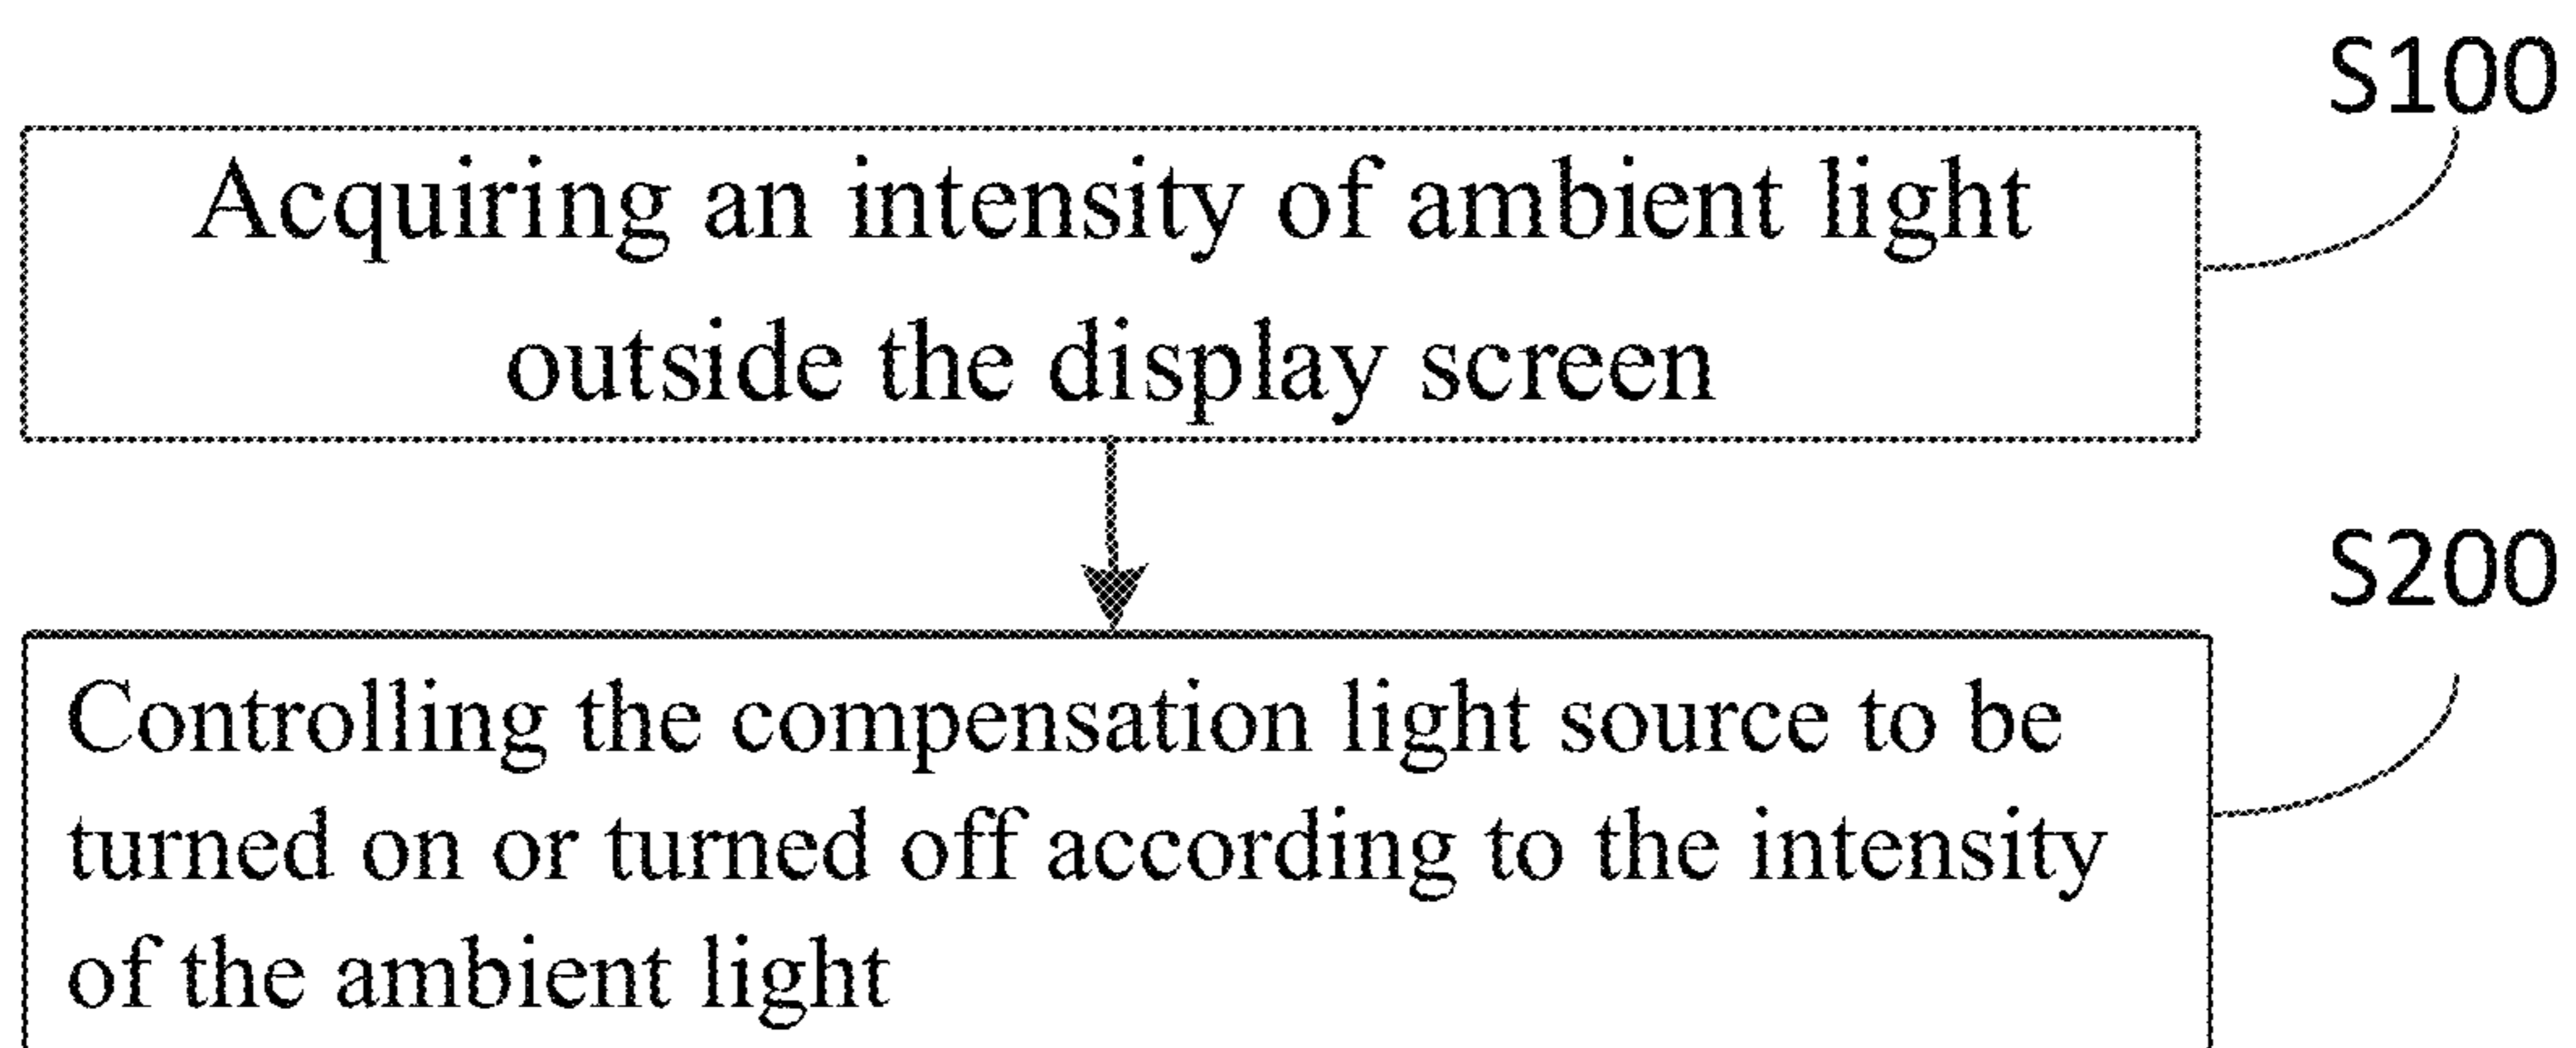 S100
Acquiring an intensity of ambient light
outside the display screen
S200
Controlling the compensation light source to be
turned on or turned off according to the intensity
of the ambient light